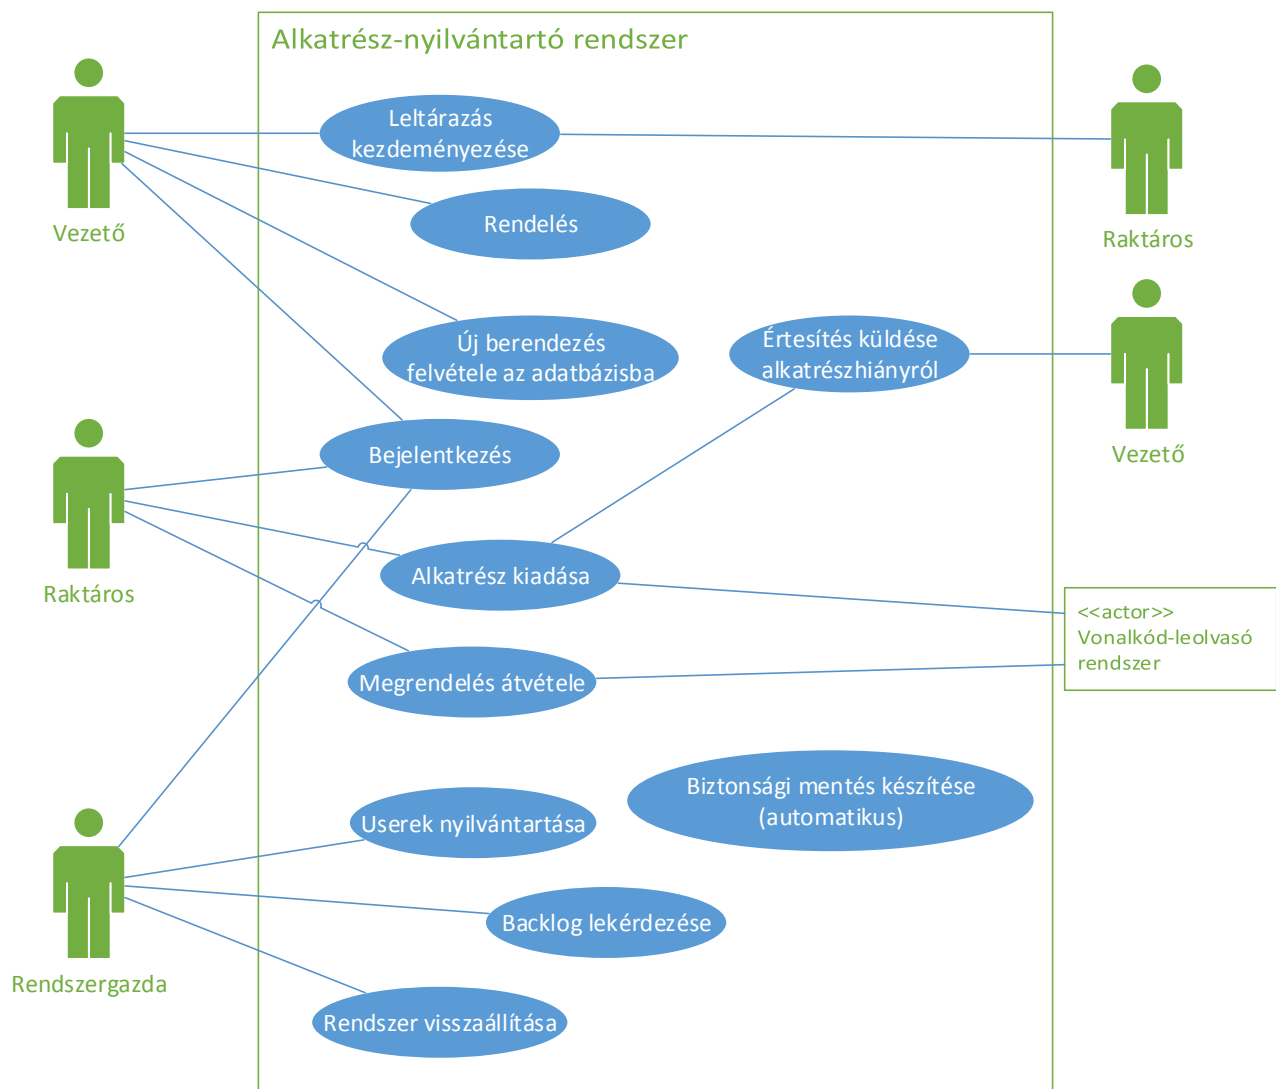 Alkatrész-nyilvántartó rendszer
Vezető
Leltárazás
kezdeményezése
Raktáros
Rendelés
Új berendezés
felvétele az adatbázisba
Értesítés küldése
alkatrészhiányról
Vezető
Bejelentkezés
Raktáros
Alkatrész kiadása
<<actor>>
Vonalkód-leolvasó
rendszer
Megrendelés átvétele
Biztonsági mentés készítése
(automatikus)
Userek nyilvántartása
Backlog lekérdezése
Rendszergazda
Rendszer visszaállítása